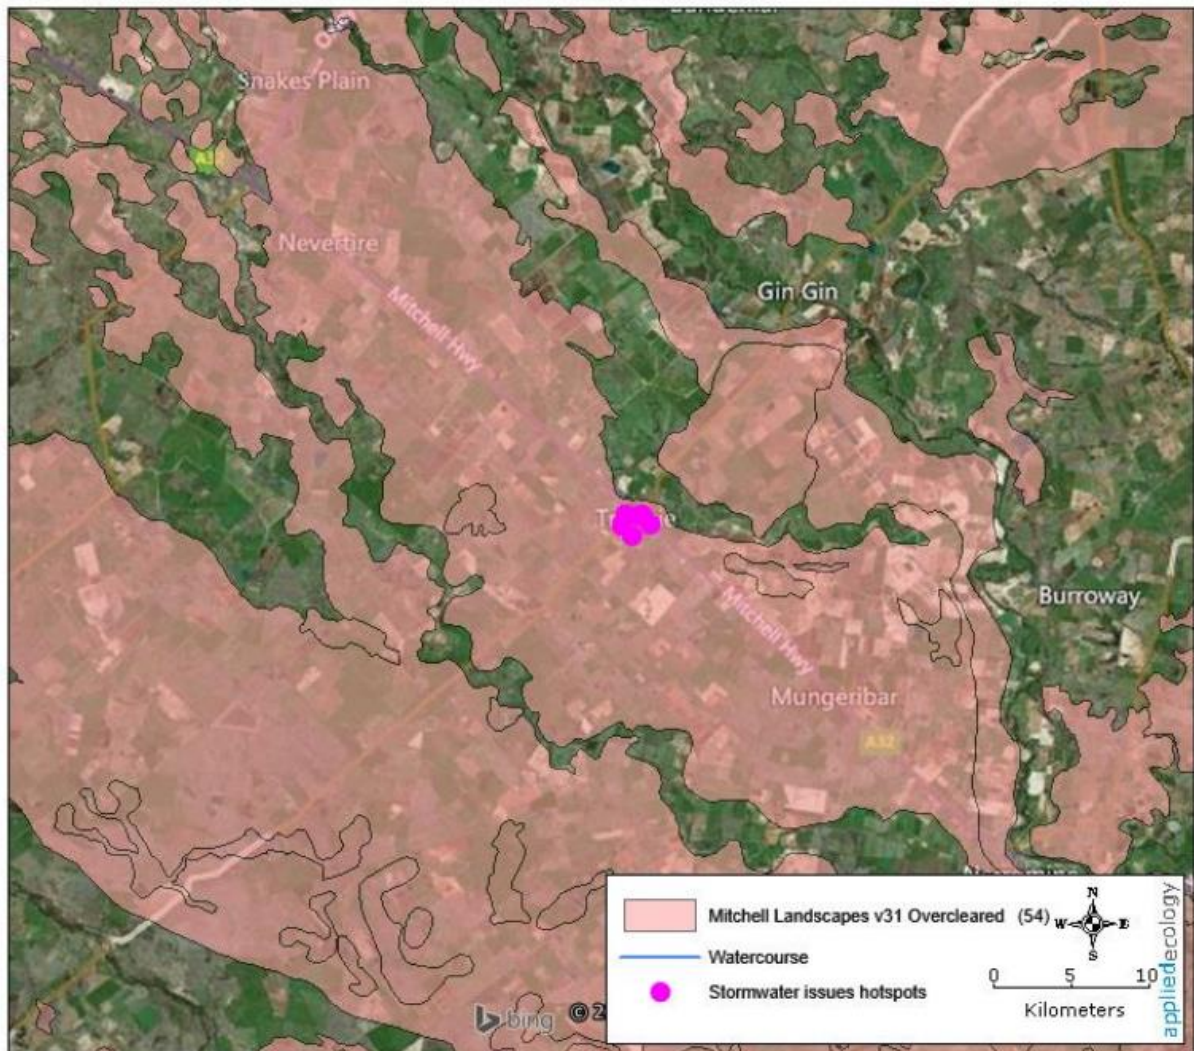 Snakes Plain
Nevertire
Mitchell Hwy
Gin Gin
Burroway
Mitchell Hwy
Mungeribar
A32
Mitchell Landscapes v31 Overcleared (54)
Watercourse
Stormwater issues hotspots
N
W E
S
0 5 10
Kilometers
appliedecology
bing ©